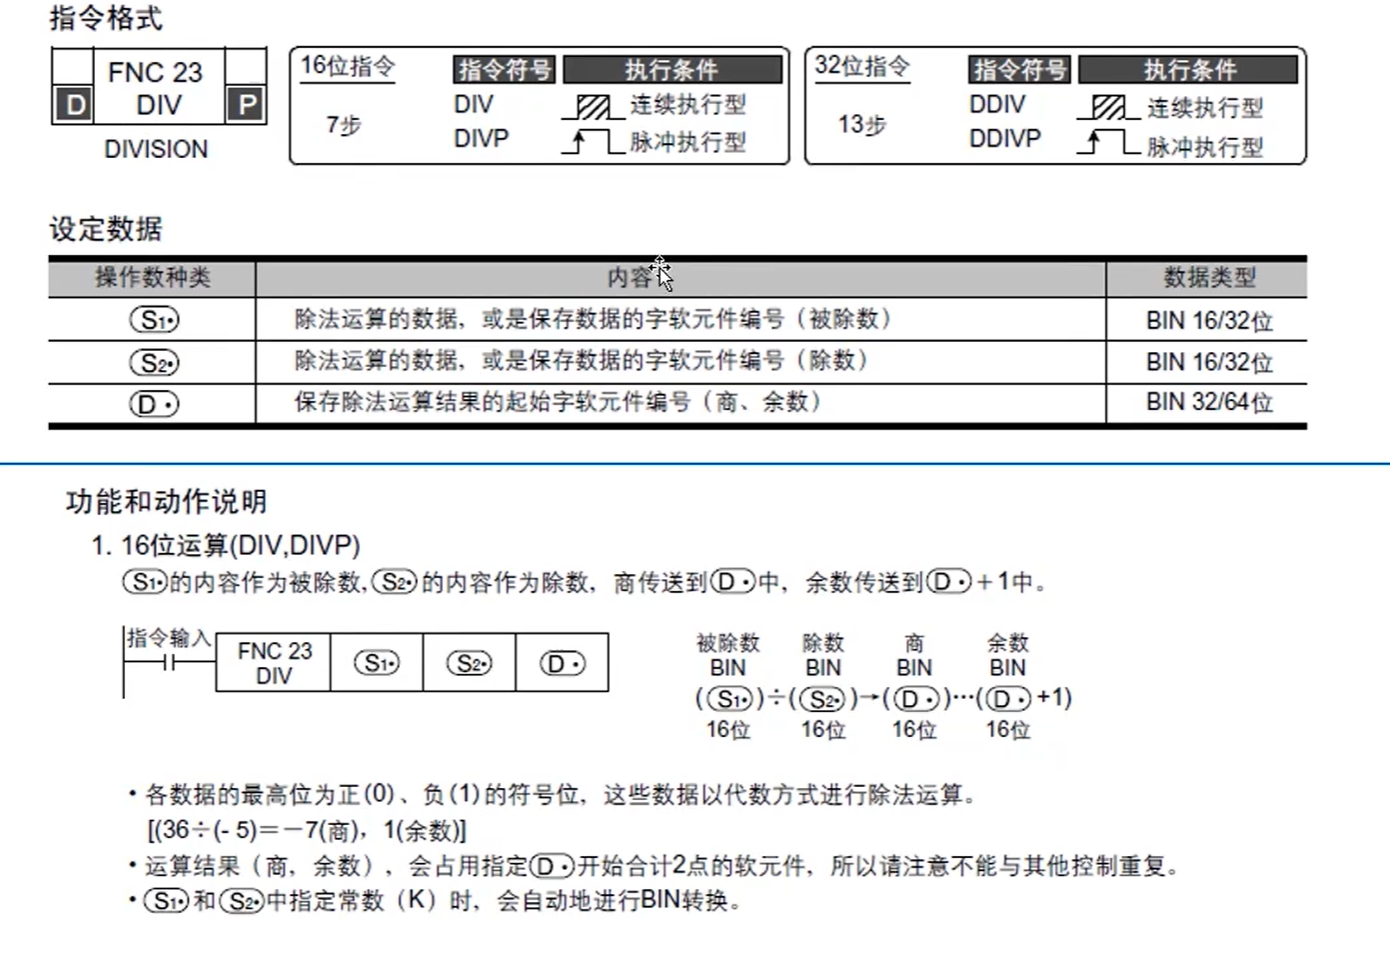 指令格式
D FNC 23 DIV P
DIVISION
16位指令 指令符号 执行条件
7步
DIV 连续执行型
DIVP 脉冲执行型
32位指令 指令符号 执行条件
13步
DDIV 连续执行型
DDIVP 脉冲执行型
设定数据
操作数种类 内容 数据类型
S1· 除法运算的数据，或是保存数据的字软元件编号（被除数） BIN 16/32位
S2· 除法运算的数据，或是保存数据的字软元件编号（除数） BIN 16/32位
D· 保存除法运算结果的起始字软元件编号（商、余数） BIN 32/64位
功能和动作说明
1. 16位运算(DIV,DIVP)
S1·的内容作为被除数,S2·的内容作为除数，商传送到D·中，余数传送到D·＋1中。
指令输入
FNC 23 DIV S1· S2· D·
被除数 除数 商 余数
BIN BIN BIN BIN
(S1·)÷(S2·)→(D·)···(D·+1)
16位 16位 16位 16位
·各数据的最高位为正(0)、负(1)的符号位，这些数据以代数方式进行除法运算。
[(36÷(- 5)＝－7(商)，1(余数)]
·运算结果（商，余数），会占用指定D·开始合计2点的软元件，所以请注意不能与其他控制重复。
·S1·和S2·中指定常数（K）时，会自动地进行BIN转换。